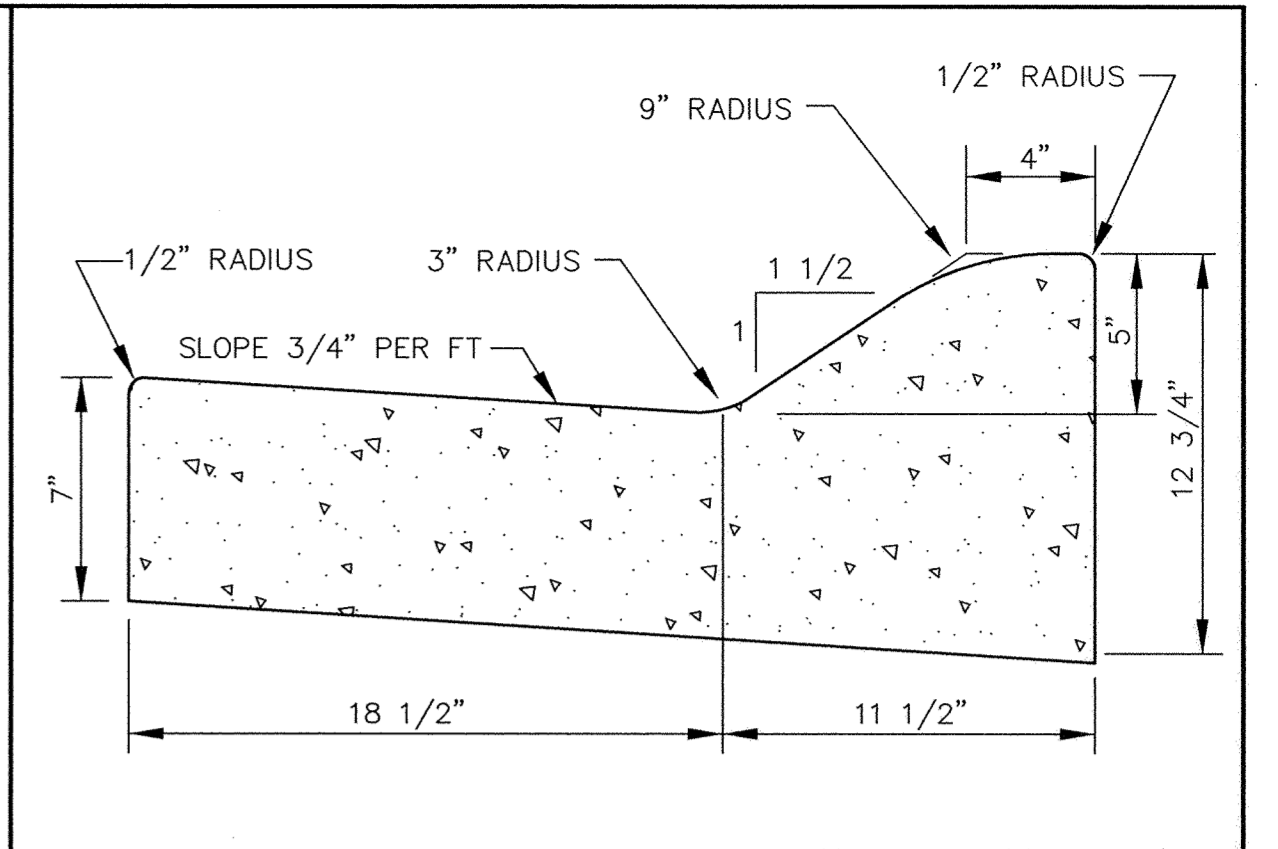 1/2” RADIUS
9” RADIUS
4”
1/2” RADIUS
3” RADIUS
1 1/2
1
SLOPE 3/4” PER FT
5”
7”
12 3/4”
18 1/2”
11 1/2”